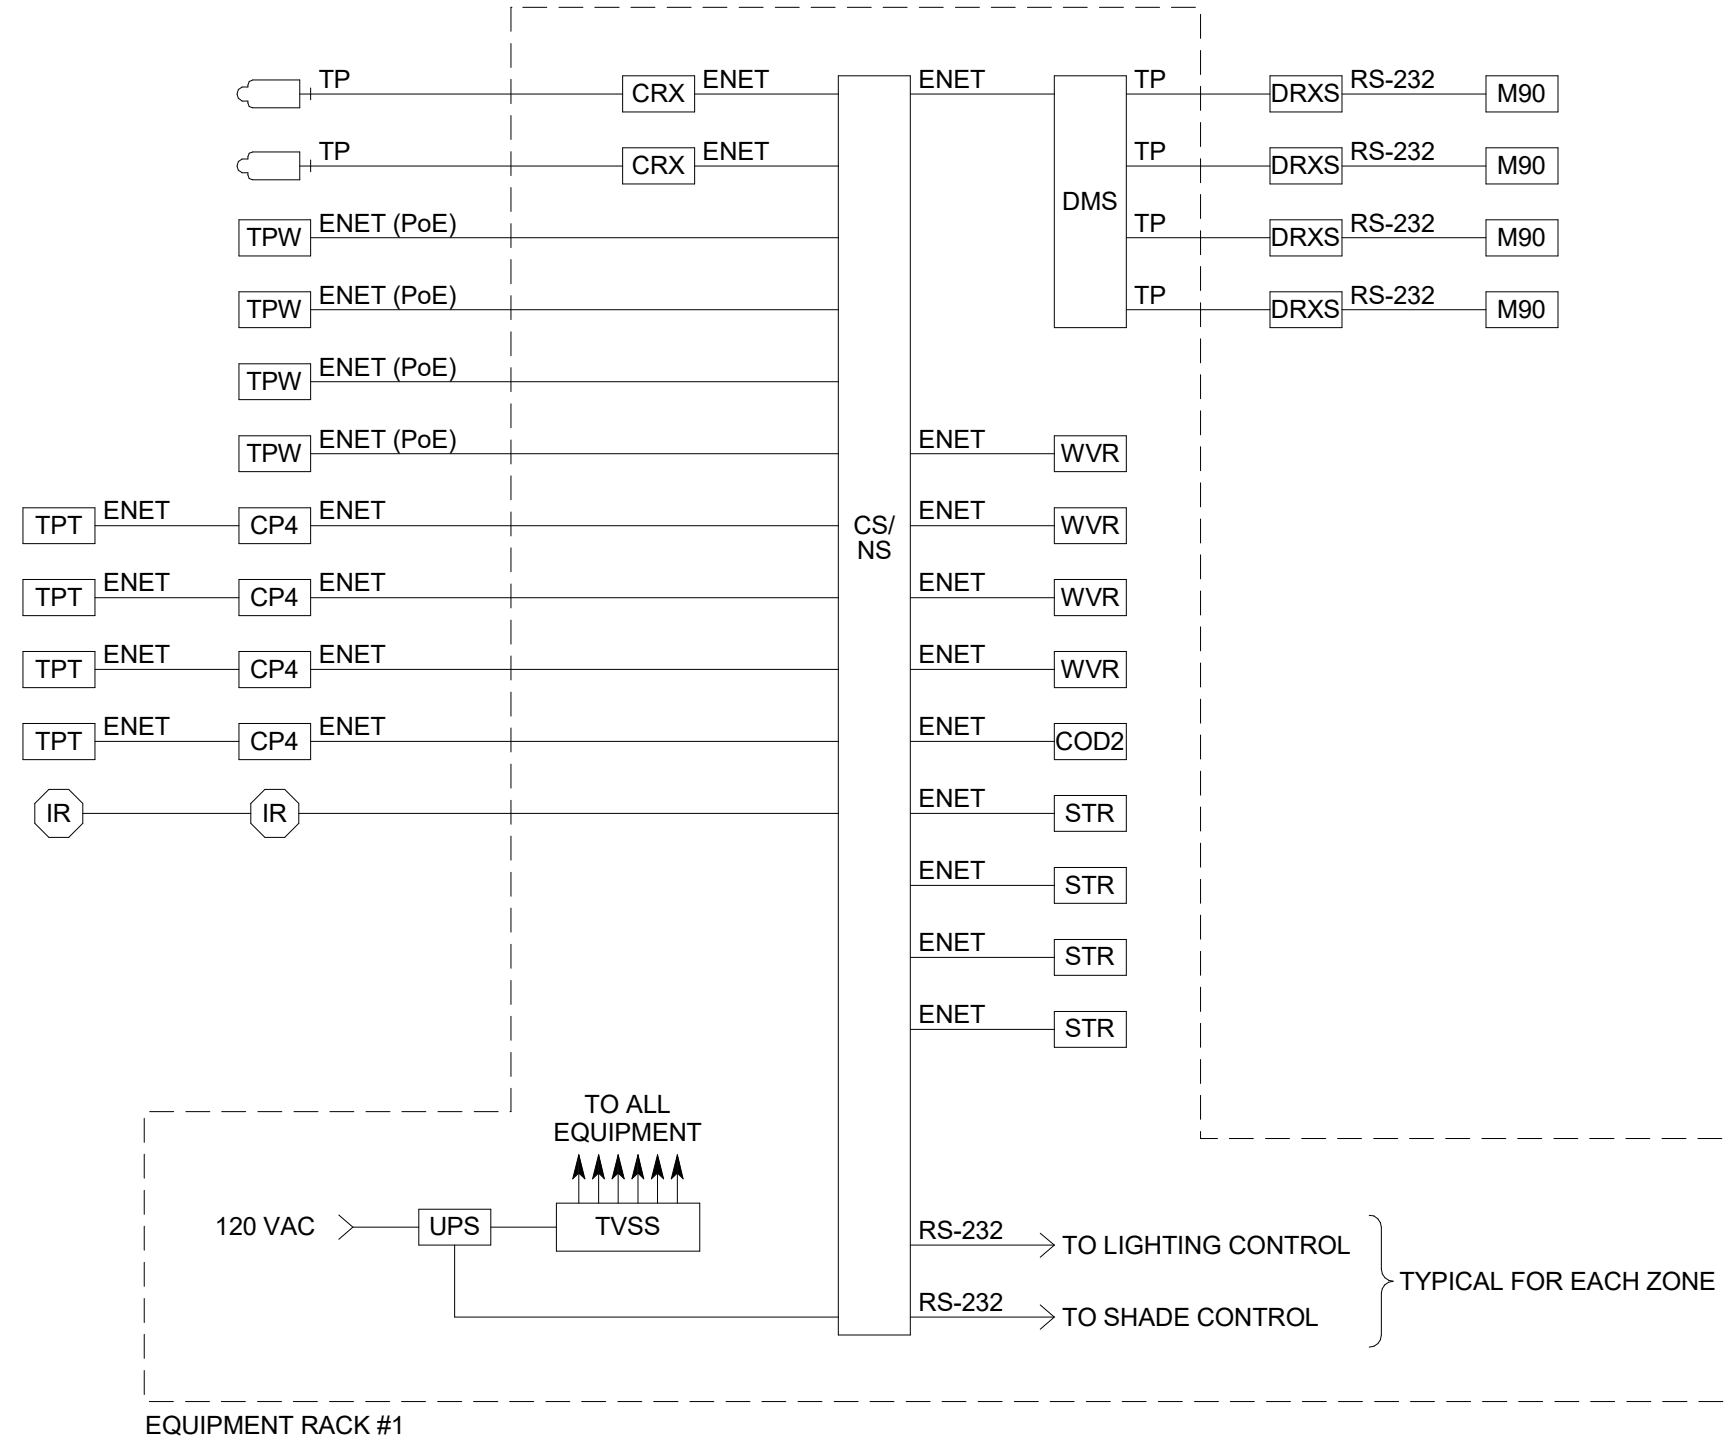 TP
CRX
ENET
ENET
TP
DRXS
RS-232
M90
TP
CRX
ENET
TP
DRXS
RS-232
M90
DMS
TPW
ENET (PoE)
TP
DRXS
RS-232
M90
TPW
ENET (PoE)
TP
DRXS
RS-232
M90
TPW
ENET (PoE)
TPW
ENET (PoE)
ENET
WVR
TPT
ENET
CP4
ENET
CS/
NS
ENET
WVR
TPT
ENET
CP4
ENET
ENET
WVR
TPT
ENET
CP4
ENET
ENET
WVR
TPT
ENET
CP4
ENET
ENET
COD2
IR
IR
ENET
STR
ENET
STR
ENET
STR
ENET
STR
TO ALL
EQUIPMENT
120 VAC
UPS
TVSS
RS-232
TO LIGHTING CONTROL
TYPICAL FOR EACH ZONE
RS-232
TO SHADE CONTROL
EQUIPMENT RACK #1